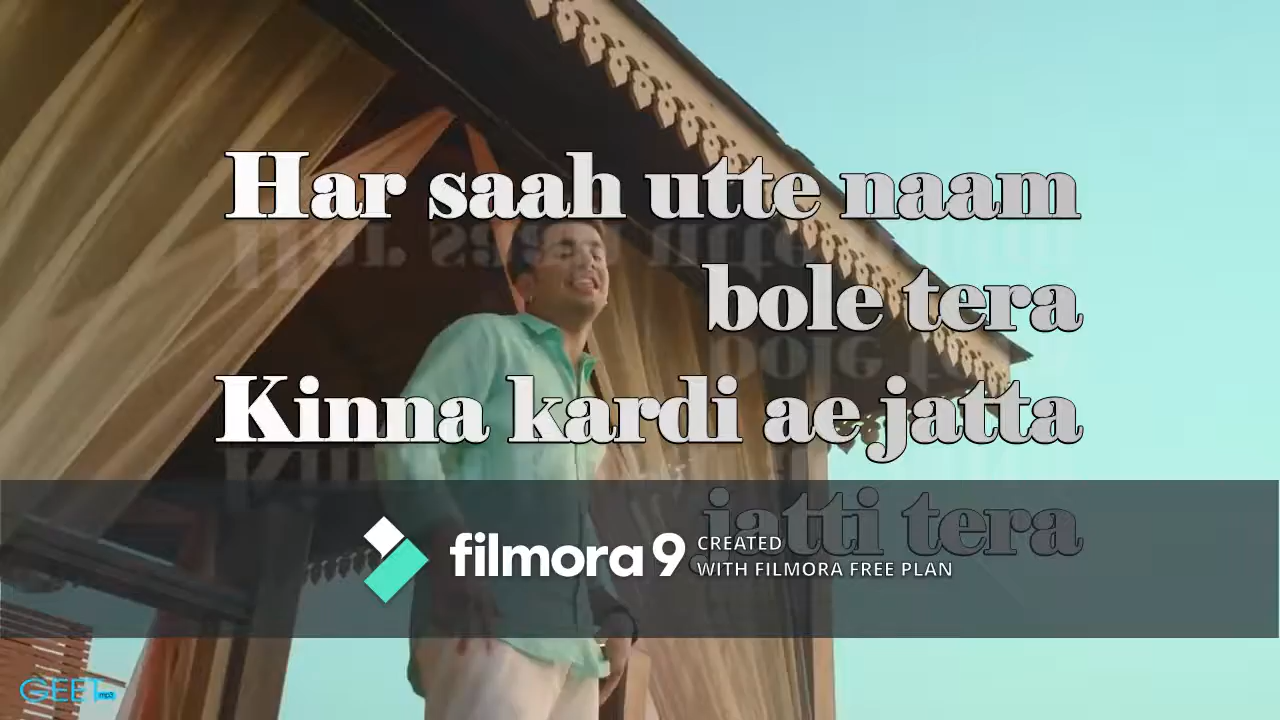 Har saah utte naam
bole tera
Kinna kardi ae jatta
jatti tera
filmora 9
CREATED
WITH FILMORA FREE PLAN
GEET mp3